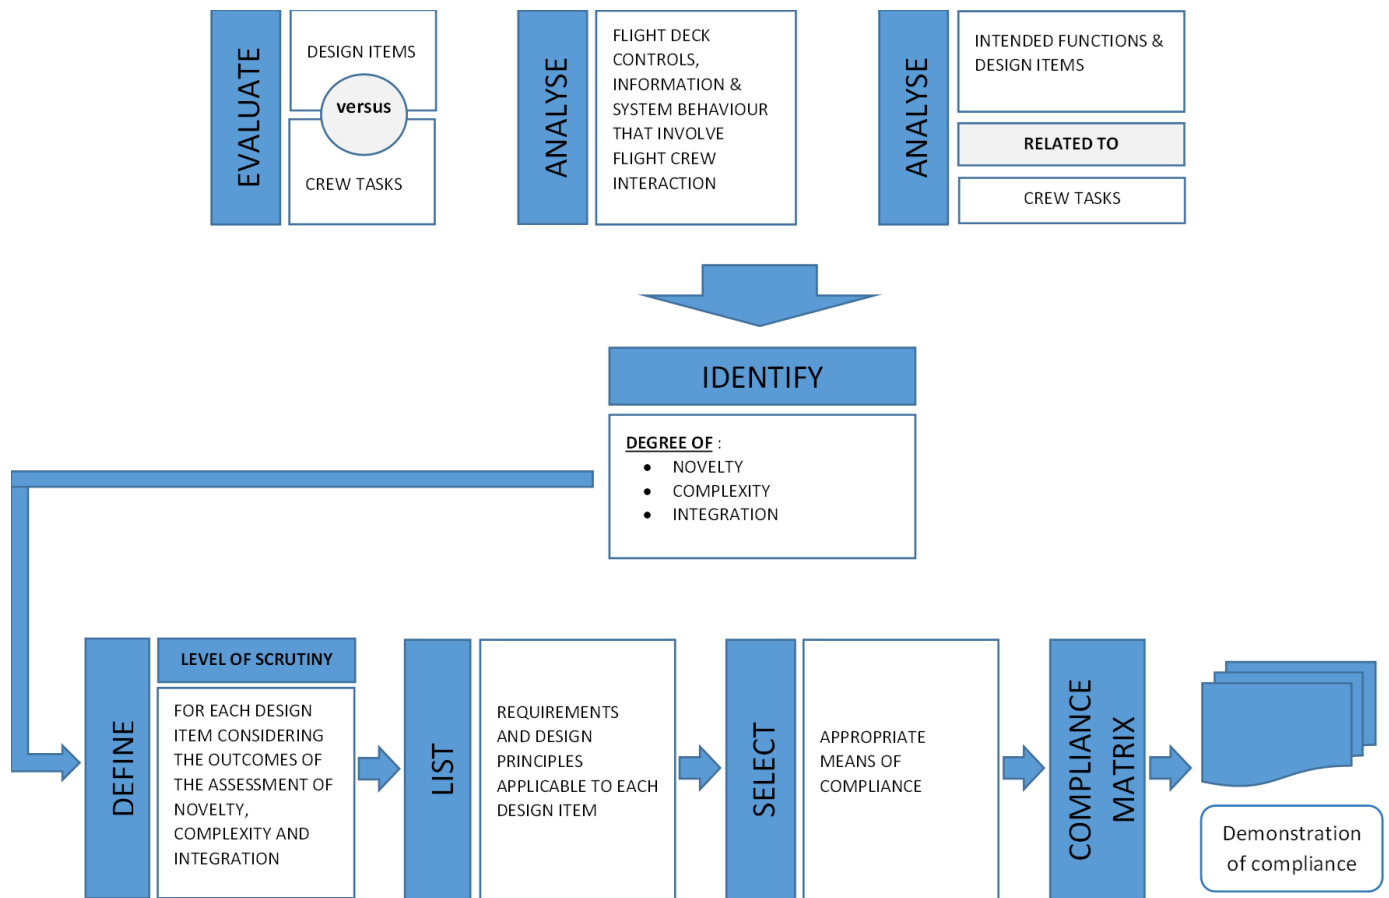 EVALUATE
DESIGN ITEMS
versus
CREW TASKS
ANALYSE
FLIGHT DECK
CONTROLS,
INFORMATION &
SYSTEM BEHAVIOUR
THAT INVOLVE
FLIGHT CREW
INTERACTION
ANALYSE
INTENDED FUNCTIONS &
DESIGN ITEMS
RELATED TO
CREW TASKS
IDENTIFY
DEGREE OF :
• NOVELTY
• COMPLEXITY
• INTEGRATION
DEFINE
LEVEL OF SCRUTINY
FOR EACH DESIGN
ITEM CONSIDERING
THE OUTCOMES OF
THE ASSESSMENT OF
NOVELTY,
COMPLEXITY AND
INTEGRATION
LIST
REQUIREMENTS
AND DESIGN
PRINCIPLES
APPLICABLE TO EACH
DESIGN ITEM
SELECT
APPROPRIATE
MEANS OF
COMPLIANCE
COMPLIANCE
MATRIX
Demonstration
of compliance